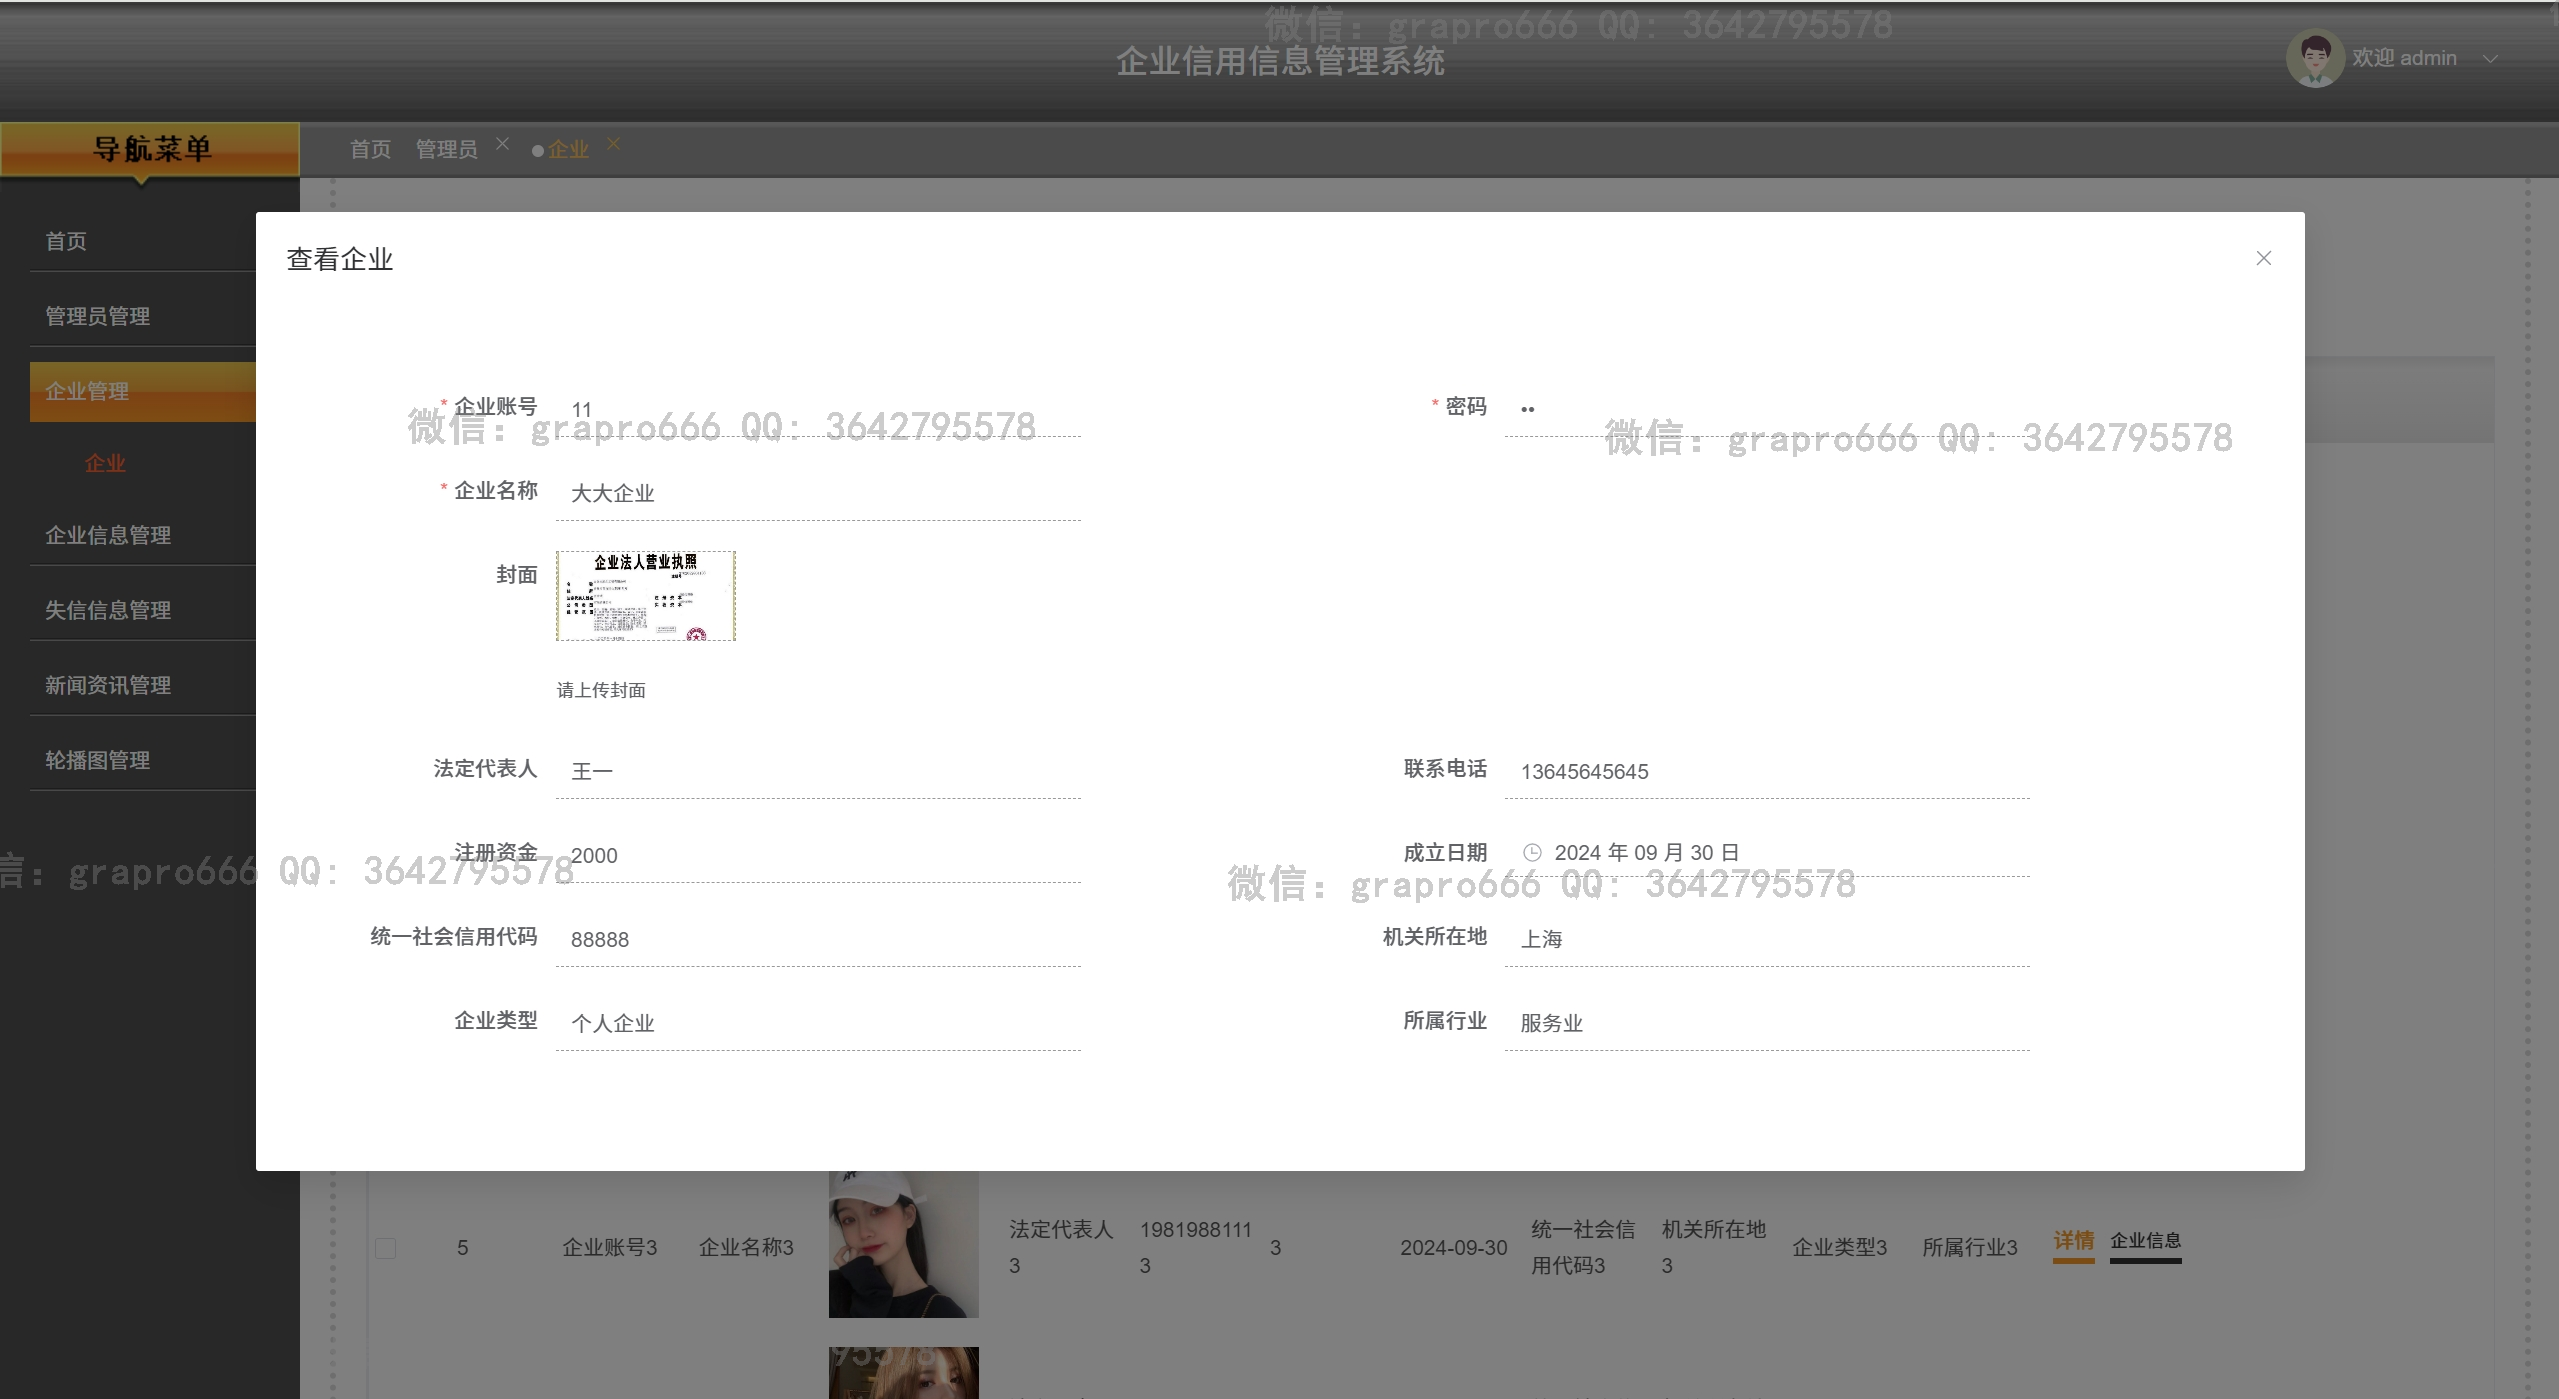 微信: grapro666 QQ: 3642795578
企业信用信息管理系统
欢迎 admin
导航菜单
首页 管理员 企业
首页
管理员管理
企业管理
企业
企业信息管理
失信信息管理
新闻资讯管理
轮播图管理
查看企业
* 企业账号 11
* 密码 ••
微信: grapro666 QQ: 3642795578
微信: grapro666 QQ: 3642795578
* 企业名称 大大企业
封面
企业法人营业执照
请上传封面
法定代表人 王一
联系电话 13645645645
注册资金 2000
成立日期 2024 年 09 月 30 日
信: grapro666 QQ: 3642795578
微信: grapro666 QQ: 3642795578
统一社会信用代码 88888
机关所在地 上海
企业类型 个人企业
所属行业 服务业
5 企业账号3 企业名称3 法定代表人3 19819881113 3 2024-09-30 统一社会信用代码3 机关所在地3 企业类型3 所属行业3 详情 企业信息
95578